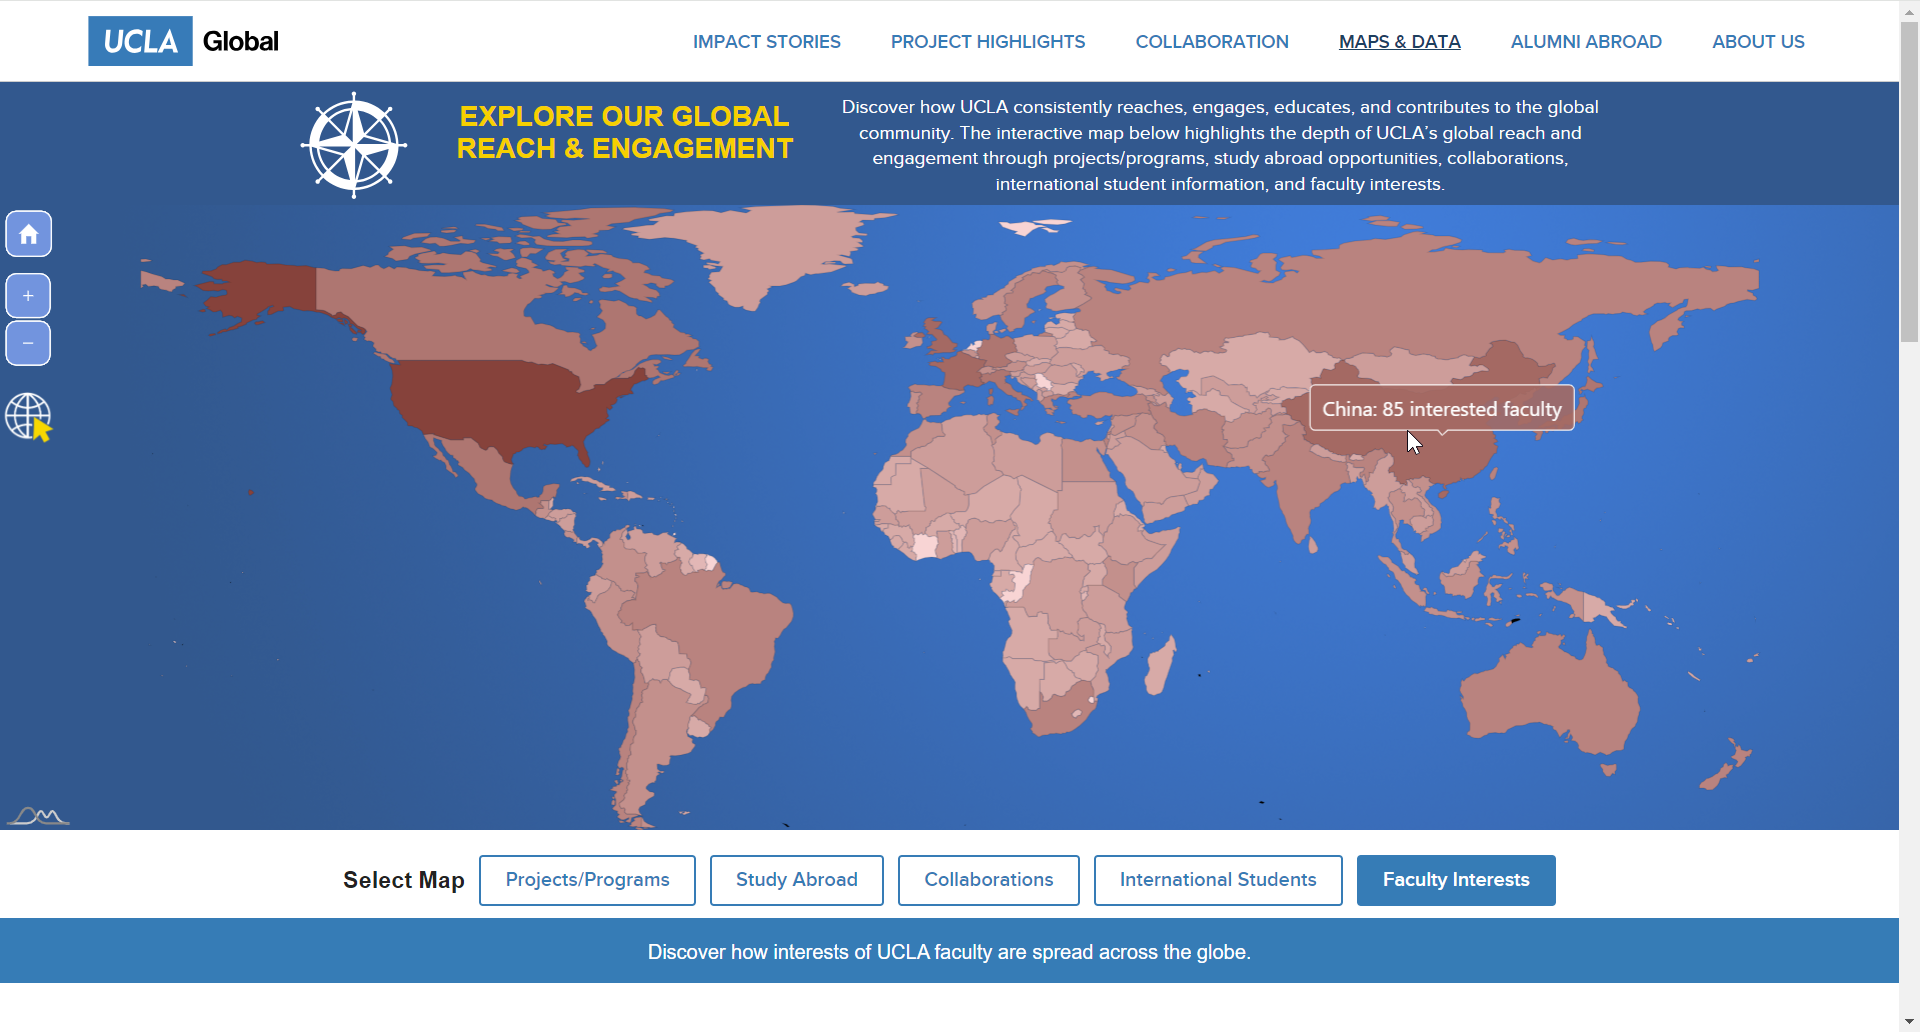 UCLA Global
IMPACT STORIES
PROJECT HIGHLIGHTS
COLLABORATION
MAPS & DATA
ALUMNI ABROAD
ABOUT US
EXPLORE OUR GLOBAL
REACH & ENGAGEMENT
Discover how UCLA consistently reaches, engages, educates, and contributes to the global
community. The interactive map below highlights the depth of UCLA's global reach and
engagement through projects/programs, study abroad opportunities, collaborations,
international student information, and faculty interests.
+
−
China: 85 interested faculty
Select Map
Projects/Programs
Study Abroad
Collaborations
International Students
Faculty Interests
Discover how interests of UCLA faculty are spread across the globe.